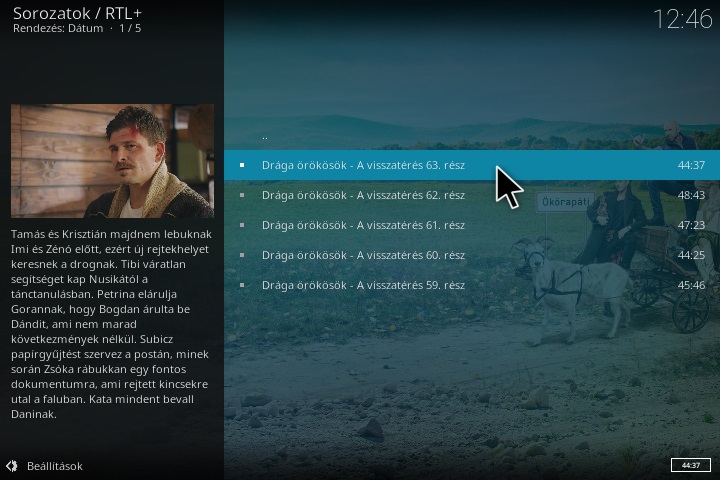 Sorozatok / RTL+
Rendezés: Dátum · 1 / 5
12:46
Tamás és Krisztián majdnem lebuknak
Imi és Zénó előtt, ezért új rejtekhelyet
keresnek a drognak. Tibi váratlan
segítséget kap Nusikától a
tánctanulásban. Petrina elárulja
Gorannak, hogy Bogdan árulta be
Dándit, ami nem marad
következmények nélkül. Subicz
papírgyűjtést szervez a postán, minek
során Zsóka rábukkan egy fontos
dokumentumra, ami rejtett kincsekre
utal a faluban. Kata mindent bevall
Daninak.
..
Drága örökösök - A visszatérés 63. rész 44:37
Drága örökösök - A visszatérés 62. rész 48:43
Ökörapáti
Drága örökösök - A visszatérés 61. rész 47:23
Drága örökösök - A visszatérés 60. rész 44:25
Drága örökösök - A visszatérés 59. rész 45:46
Beállítások
44:37